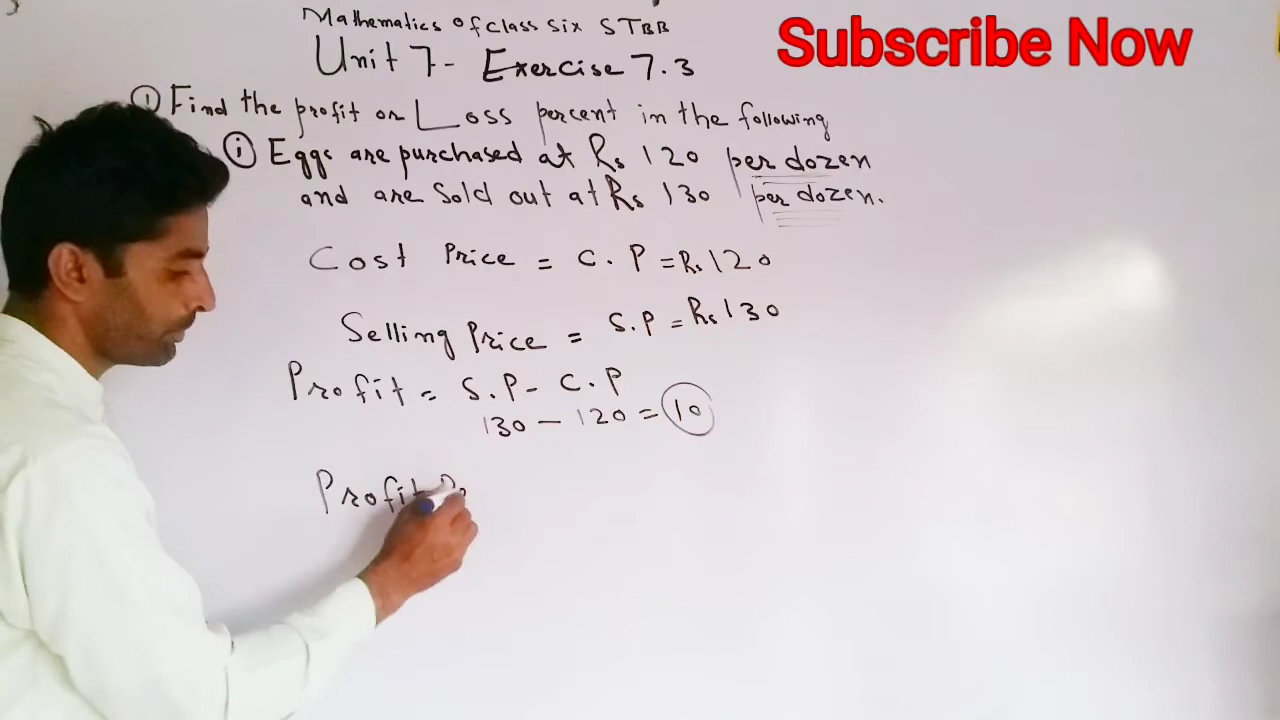 Mathematics of class six STBB
Subscribe Now
Unit 7- Exercise 7.3
① Find the profit or Loss percent in the following
ⓘ Eggs are purchased at Rs 120 per dozen
and are Sold out at Rs 130 per dozen.
Cost Price = C.P = Rs 120
Selling Price = S.P = Rs 130
Profit = S.P - C.P
130 - 120 = 10
Profit